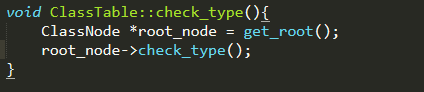 void ClassTable::check_type(){
    ClassNode *root_node = get_root();
    root_node->check_type();
}